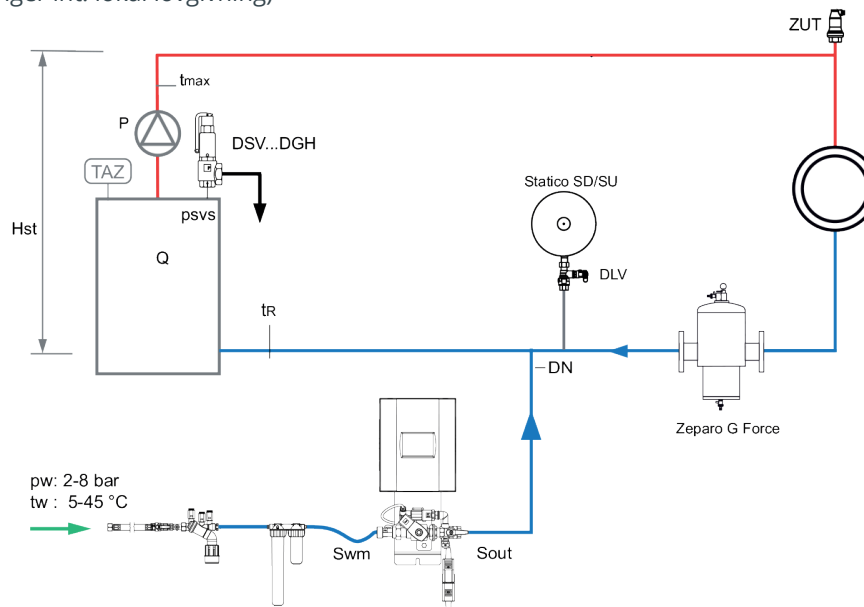 ZUT
tmax
P
DSV...DGH
TAZ
Statico SD/SU
psvs
Hst
Q
DLV
tR
DN
Zeparo G Force
pw: 2-8 bar
tw : 5-45 °C
Swm
Sout